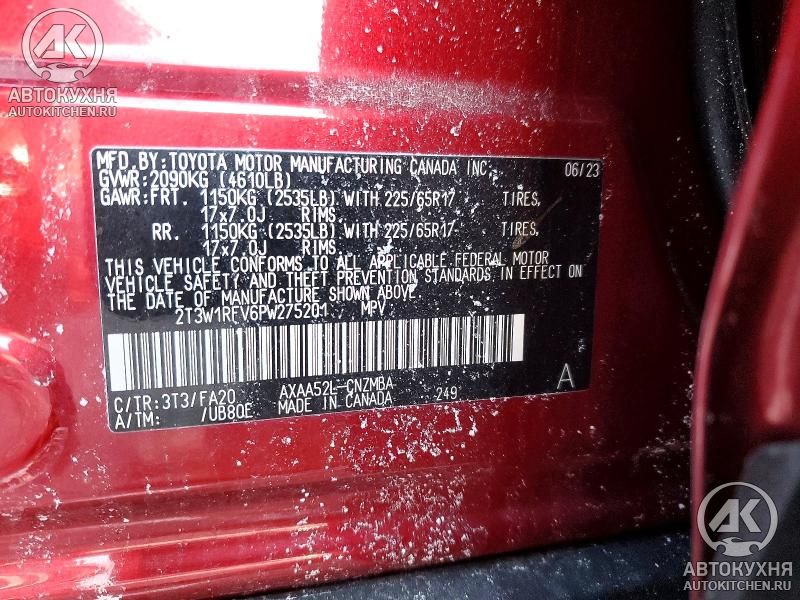 АК
АВТОКУХНЯ
AUTOKITCHEN.RU
MFD. BY: TOYOTA MOTOR MANUFACTURING CANADA INC. 06/23
GVWR: 2090KG (4610LB)
GAWR: FRT. 1150KG (2535LB) WITH 225/65R17 TIRES,
17x7.0J RIMS,
RR. 1150KG (2535LB) WITH 225/65R17 TIRES,
17x7.0J RIMS,
THIS VEHICLE CONFORMS TO ALL APPLICABLE FEDERAL MOTOR
VEHICLE SAFETY AND THEFT PREVENTION STANDARDS IN EFFECT ON
THE DATE OF MANUFACTURE SHOWN ABOVE.
2T3W1RFV6PW275201 MPV
C/TR: 3T3/FA20 AXAA52L-CNZMBA A
A/TM: /UB80E MADE IN CANADA 249
АК
АВТОКУХНЯ
AUTOKITCHEN.RU